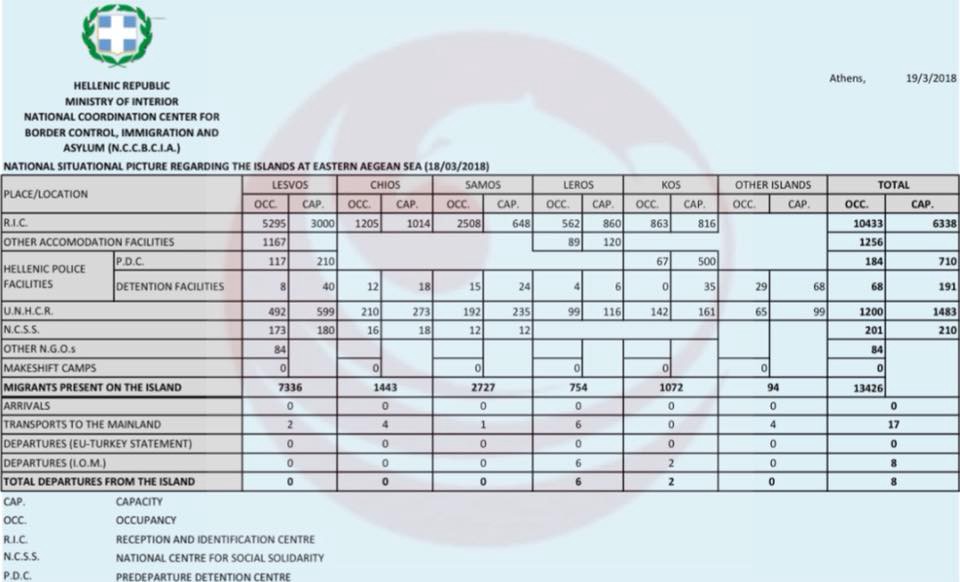 HELLENIC REPUBLIC
MINISTRY OF INTERIOR
NATIONAL COORDINATION CENTER FOR
BORDER CONTROL, IMMIGRATION AND
ASYLUM (N.C.C.B.C.I.A.)
Athens, 19/3/2018
NATIONAL SITUATIONAL PICTURE REGARDING THE ISLANDS AT EASTERN AEGEAN SEA (18/03/2018)
PLACE/LOCATION LESVOS CHIOS SAMOS LEROS KOS OTHER ISLANDS TOTAL
OCC. CAP. OCC. CAP. OCC. CAP. OCC. CAP. OCC. CAP. OCC. CAP. OCC. CAP.
R.I.C. 5295 3000 1205 1014 2508 648 562 860 863 816 10433 6338
OTHER ACCOMODATION FACILITIES 1167 89 120 1256
HELLENIC POLICE FACILITIES P.D.C. 117 210 67 500 184 710
DETENTION FACILITIES 8 40 12 18 15 24 4 6 0 35 29 68 68 191
U.N.H.C.R. 492 599 210 273 192 235 99 116 142 161 65 99 1200 1483
N.C.S.S. 173 180 16 18 12 12 201 210
OTHER N.G.O.s 84 84
MAKESHIFT CAMPS 0 0 0 0 0 0 0
MIGRANTS PRESENT ON THE ISLAND 7336 1443 2727 754 1072 94 13426
ARRIVALS 0 0 0 0 0 0 0
TRANSPORTS TO THE MAINLAND 2 4 1 6 0 4 17
DEPARTURES (EU-TURKEY STATEMENT) 0 0 0 0 0 0 0
DEPARTURES (I.O.M.) 0 0 0 6 2 0 8
TOTAL DEPARTURES FROM THE ISLAND 0 0 0 6 2 0 8
CAP. CAPACITY
OCC. OCCUPANCY
R.I.C. RECEPTION AND IDENTIFICATION CENTRE
N.C.S.S. NATIONAL CENTRE FOR SOCIAL SOLIDARITY
P.D.C. PREDEPARTURE DETENTION CENTRE